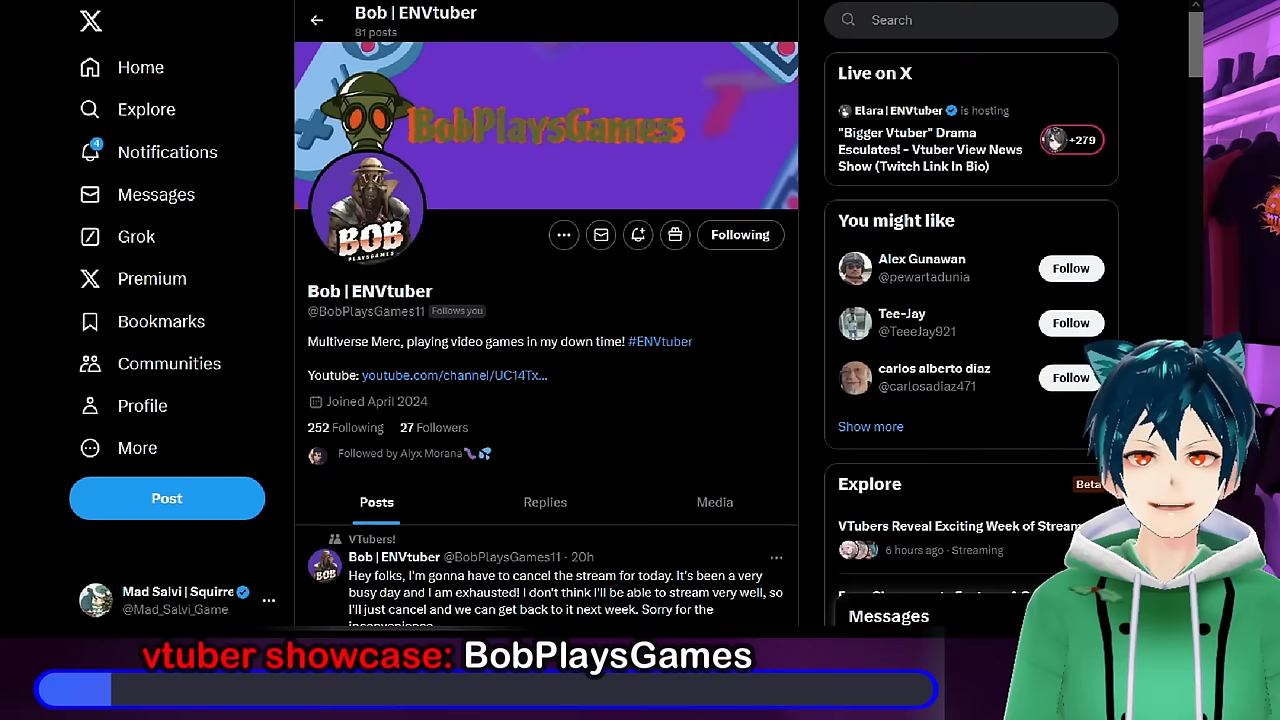 Home
Explore
4
Notifications
Messages
Grok
Premium
Bookmarks
Communities
Profile
More
Post
Mad Salvi | Squirre
@Mad_Salvi_Game
Bob | ENVtuber
81 posts
BobPlaysGames
BOB
PLAYSGAMES
Following
Bob | ENVtuber
@BobPlaysGames11 Follows you
Multiverse Merc, playing video games in my down time! #ENVtuber
Youtube: youtube.com/channel/UC14Tx...
Joined April 2024
252 Following 27 Followers
Followed by Alyx Morana
Posts Replies Media
VTubers!
Bob | ENVtuber @BobPlaysGames11 · 20h
BOB
Hey folks, I'm gonna have to cancel the stream for today. It's been a very
busy day and I am exhausted! I don't think I'll be able to stream very well, so
I'll just cancel and we can get back to it next week. Sorry for the
Search
Live on X
Elara | ENVtuber is hosting
"Bigger Vtuber" Drama
Escalates! - Vtuber View News
Show (Twitch Link In Bio)
+279
You might like
Alex Gunawan
@pewartadunia
Follow
Tee-Jay
@TeeeJay921
Follow
carlos alberto diaz
@carlosadiaz471
Follow
Show more
Explore
Beta
VTubers Reveal Exciting Week of Stream
6 hours ago · Streaming
Messages
vtuber showcase: BobPlaysGames